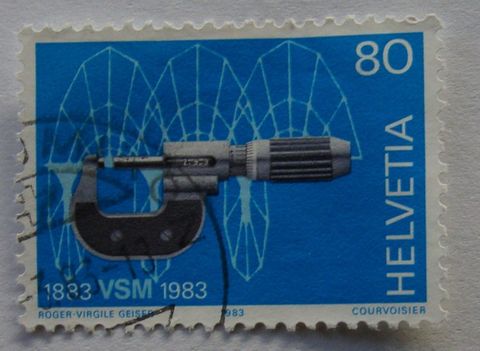 80
HELVETIA
1883 VSM 1983
ROGER-VIRGILE GEISER 1983 COURVOISIER